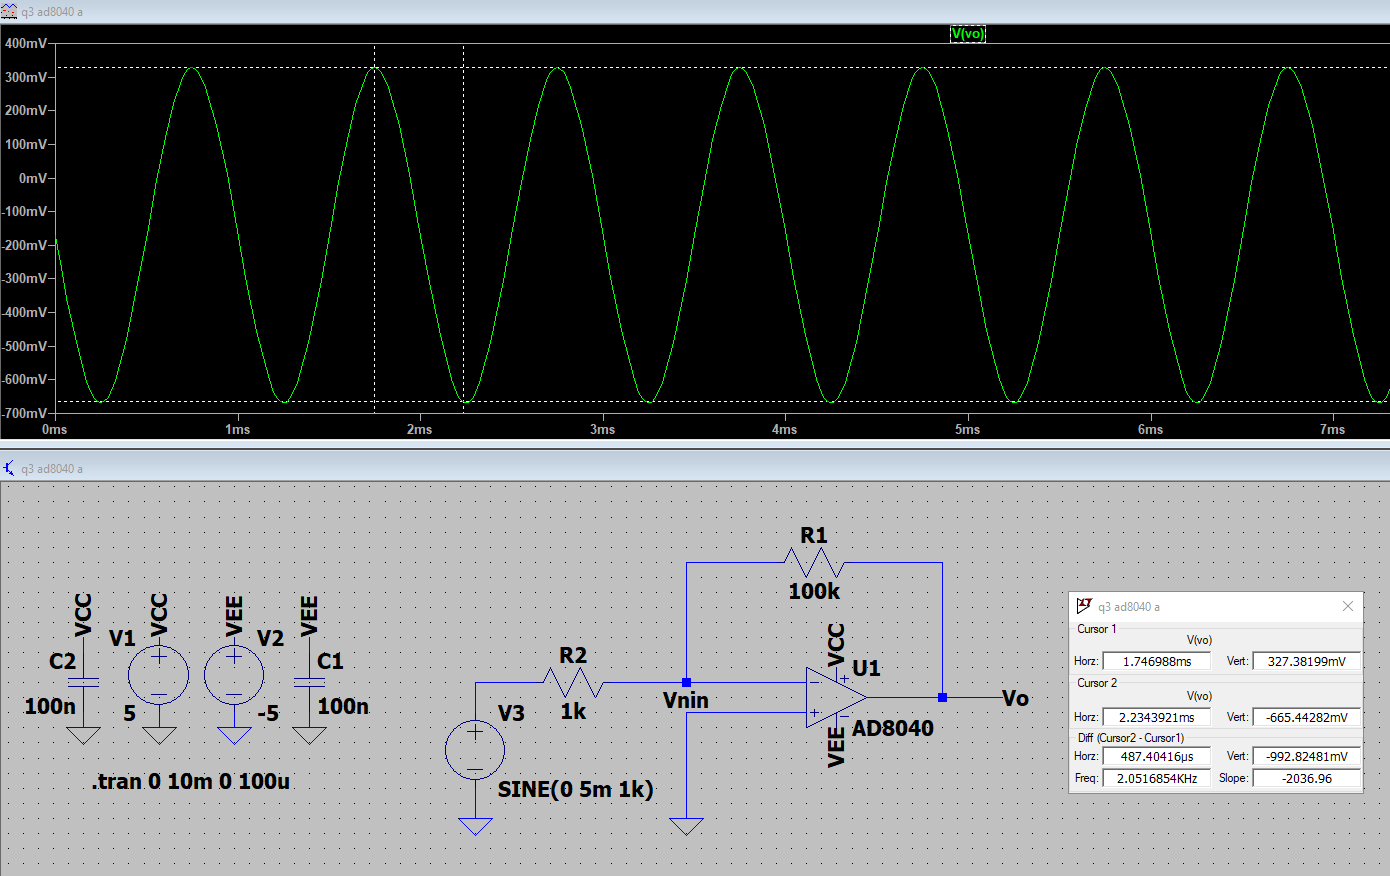 q3 ad8040 a
V(vo)
400mV
300mV
200mV
100mV
0mV
-100mV
-200mV
-300mV
-400mV
-500mV
-600mV
-700mV
0ms 1ms 2ms 3ms 4ms 5ms 6ms 7ms
q3 ad8040 a
R1
100k
VCC VCC VEE VEE
V1 V2
C2 C1
100n 5 -5 100n
.tran 0 10m 0 100u
R2
1k
Vnin
V3
SINE(0 5m 1k)
VCC
U1
AD8040
VEE
Vo
q3 ad8040 a
Cursor 1
V(vo)
Horz: 1.746988ms Vert: 327.38199mV
Cursor 2
V(vo)
Horz: 2.2343921ms Vert: -665.44282mV
Diff (Cursor2 - Cursor1)
Horz: 487.40416µs Vert: -992.82481mV
Freq: 2.0516854KHz Slope: -2036.96